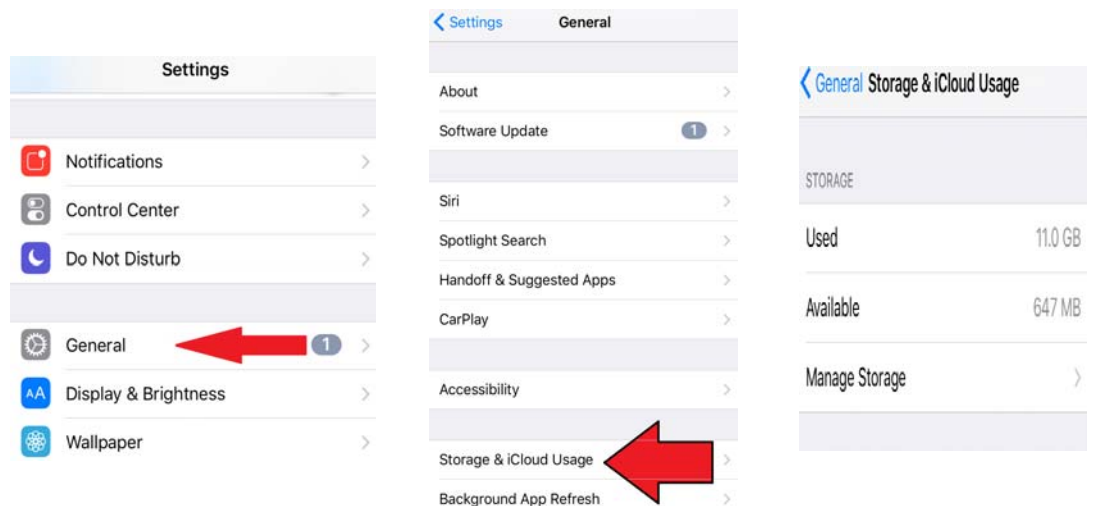 Settings
Notifications
Control Center
Do Not Disturb
General 1
AA Display & Brightness
Wallpaper
Settings General
About
Software Update 1
Siri
Spotlight Search
Handoff & Suggested Apps
CarPlay
Accessibility
Storage & iCloud Usage
Background App Refresh
General Storage & iCloud Usage
STORAGE
Used 11.0 GB
Available 647 MB
Manage Storage